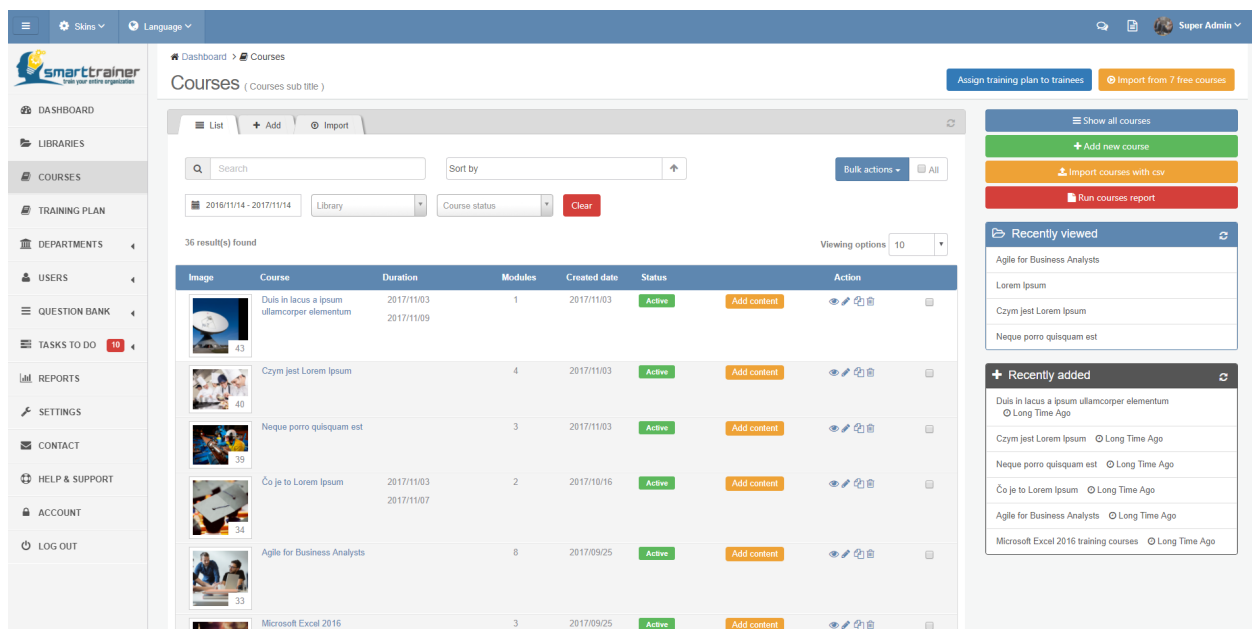 Skins
Language
Super Admin
smarttrainer
train your entire organization
Dashboard > Courses
Courses ( Courses sub title )
Assign training plan to trainees
Import from 7 free courses
DASHBOARD
LIBRARIES
COURSES
TRAINING PLAN
DEPARTMENTS
USERS
QUESTION BANK
TASKS TO DO 10
REPORTS
SETTINGS
CONTACT
HELP & SUPPORT
ACCOUNT
LOG OUT
List
Add
Import
Search
Sort by
Bulk actions
All
2016/11/14 - 2017/11/14
Library
Course status
Clear
36 result(s) found
Viewing options 10
Image Course Duration Modules Created date Status Action
Duis in lacus a ipsum 2017/11/03 1 2017/11/03 Active Add content
ullamcorper elementum 2017/11/09
43
Czym jest Lorem Ipsum 4 2017/11/03 Active Add content
40
Neque porro quisquam est 3 2017/11/03 Active Add content
39
Čo je to Lorem Ipsum 2017/11/03 2 2017/10/16 Active Add content
2017/11/07
34
Agile for Business Analysts 8 2017/09/25 Active Add content
33
Microsoft Excel 2016 3 2017/09/25 Active Add content
Show all courses
Add new course
Import courses with csv
Run courses report
Recently viewed
Agile for Business Analysts
Lorem Ipsum
Czym jest Lorem Ipsum
Neque porro quisquam est
Recently added
Duis in lacus a ipsum ullamcorper elementum
Long Time Ago
Czym jest Lorem Ipsum Long Time Ago
Neque porro quisquam est Long Time Ago
Čo je to Lorem Ipsum Long Time Ago
Agile for Business Analysts Long Time Ago
Microsoft Excel 2016 training courses Long Time Ago